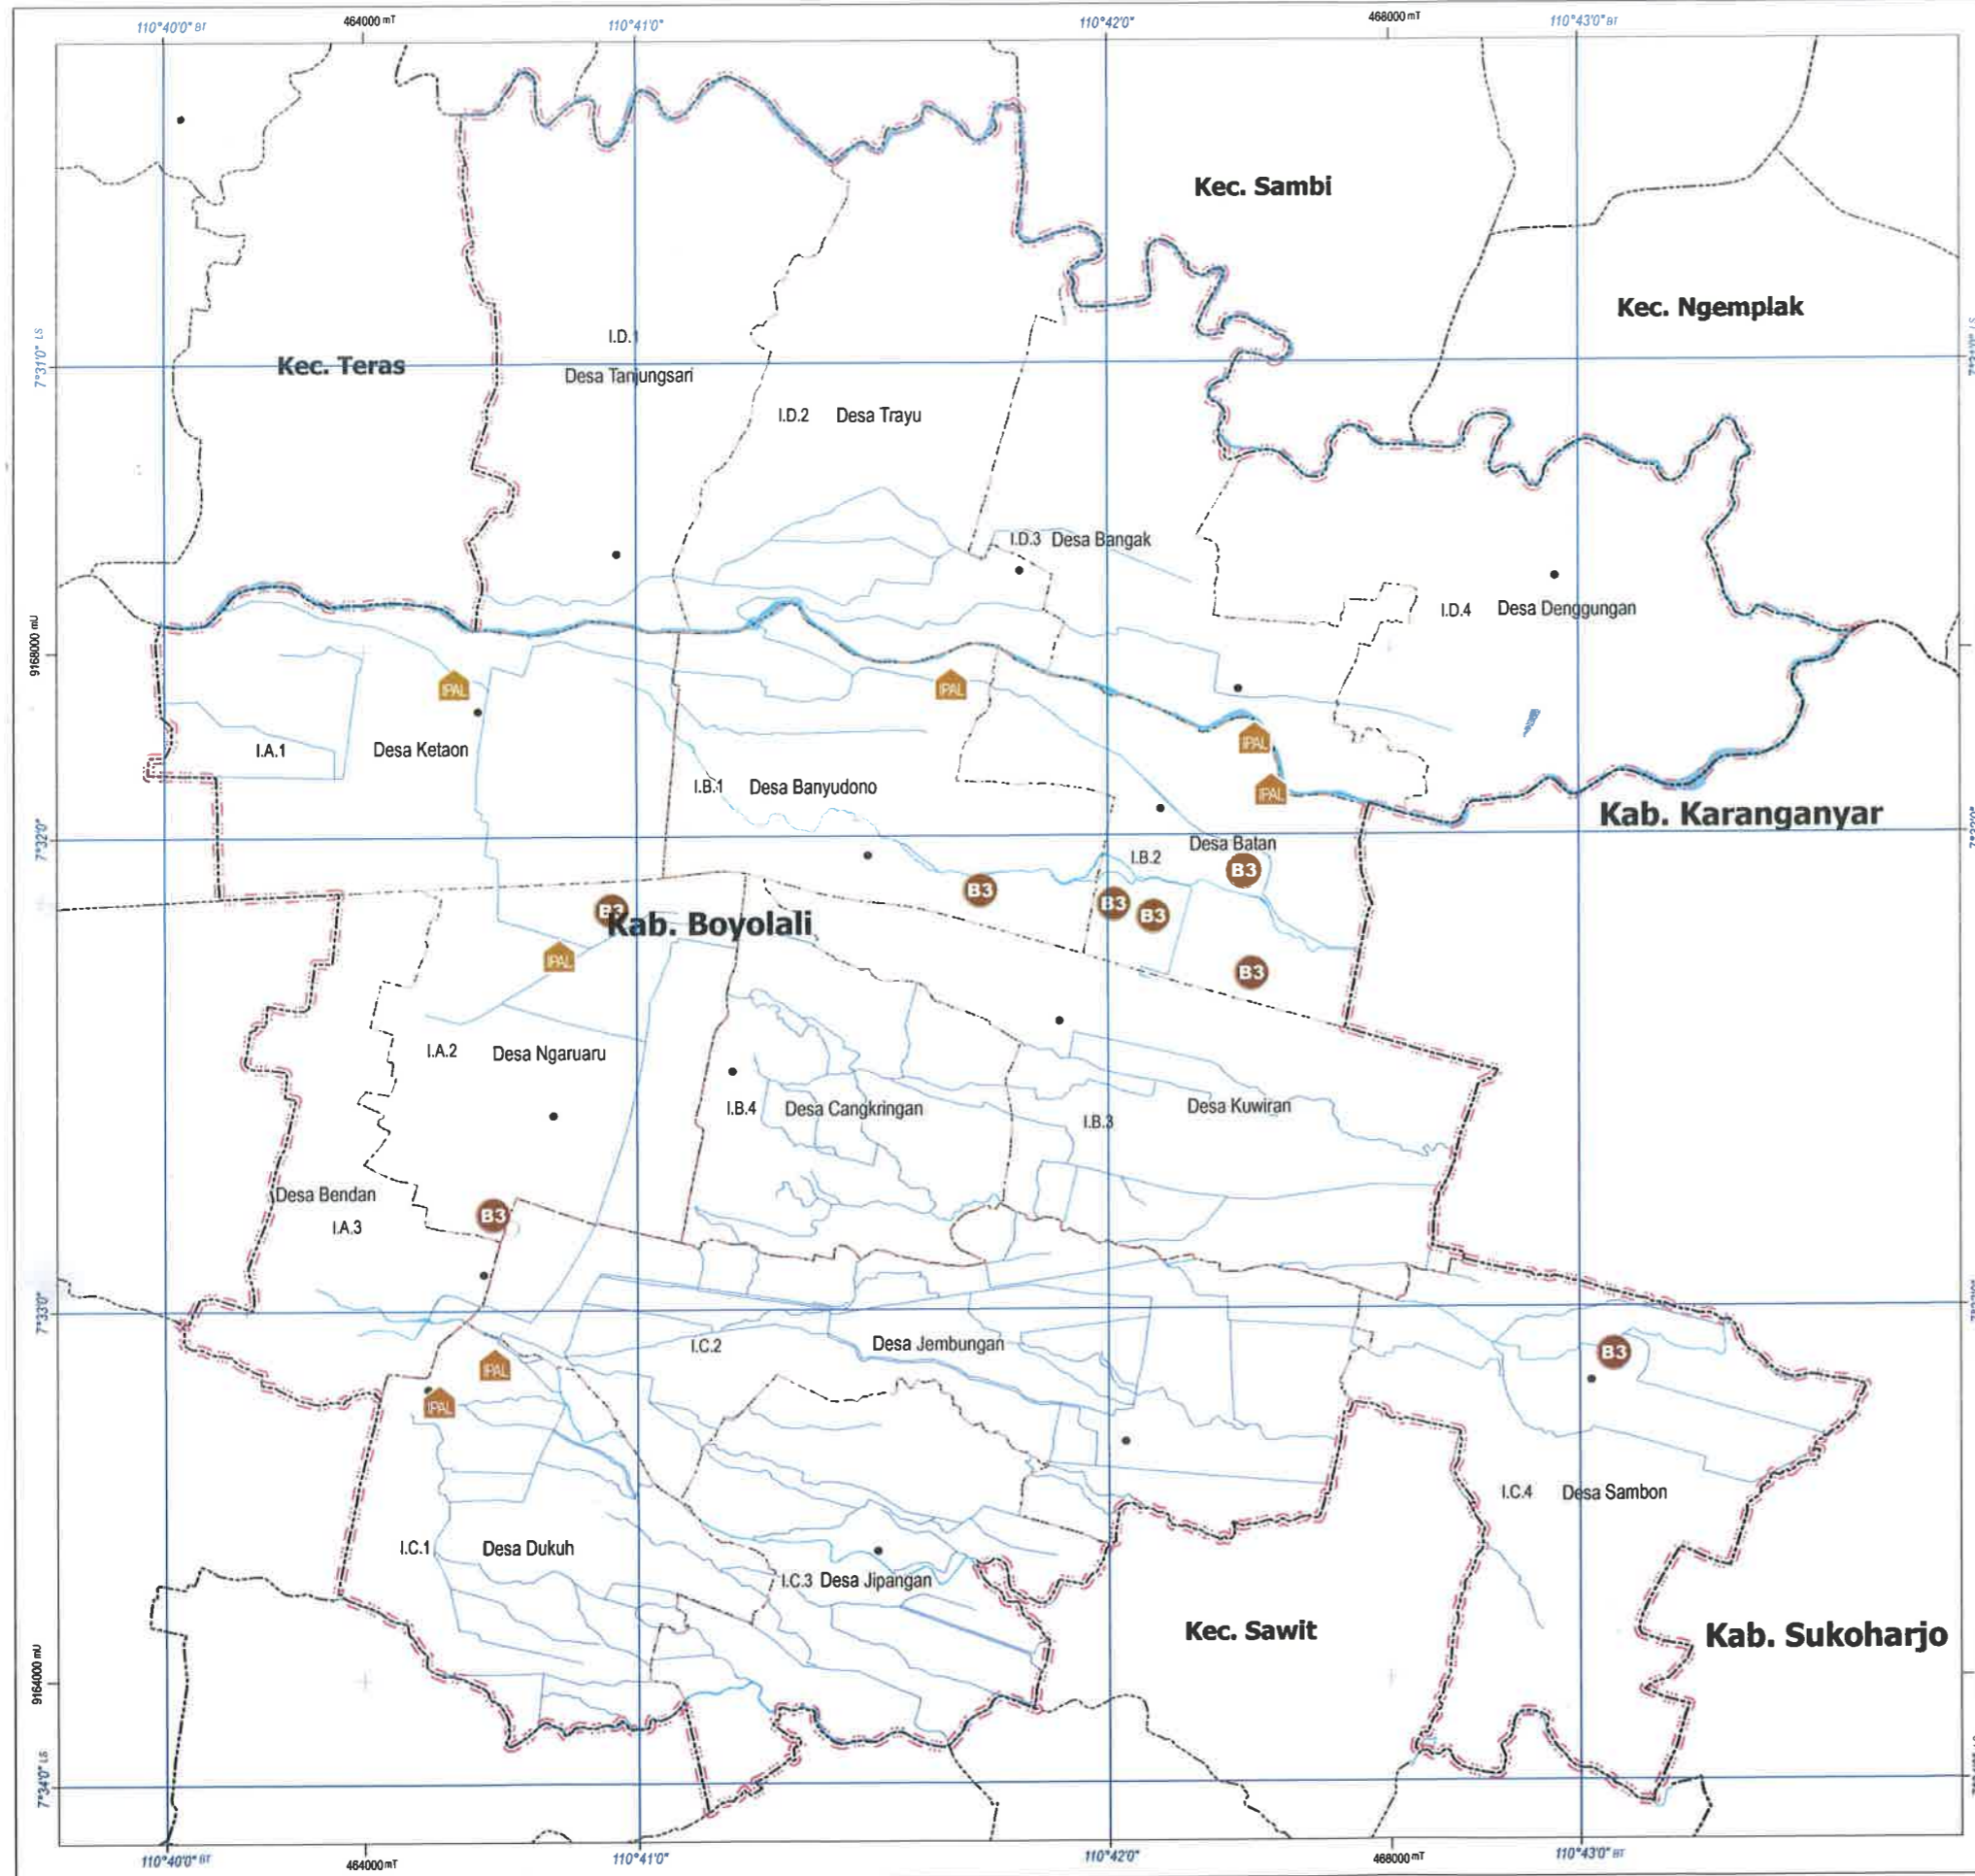 110°40'0" BT
464000 mT
110°41'0"
110°42'0"
468000 mT
110°43'0" BT
Kec. Sambi
Kec. Ngemplak
7°31'0" LS
I.D.1
Kec. Teras
Desa Tanjungsari
I.D.2 Desa Trayu
I.D.3 Desa Bangak
I.D.4 Desa Denggungan
9168000 mU
IPAL
IPAL
IPAL
I.A.1 Desa Ketaon
I.B.1 Desa Banyudono
IPAL
Kab. Karanganyar
7°32'0"
Desa Batan
I.B.2
B3
B3
B3
B3
B3
Kab. Boyolali
IPAL
B3
I.A.2 Desa Ngaruaru
I.B.4 Desa Cangkringan
Desa Kuwiran
I.B.3
Desa Bendan
B3
I.A.3
7°33'0"
I.C.2 Desa Jembungan
B3
IPAL
IPAL
I.C.4 Desa Sambon
I.C.1 Desa Dukuh
I.C.3 Desa Jipangan
Kec. Sawit
Kab. Sukoharjo
9164000 mU
7°34'0" LS
110°40'0" BT
464000 mT
110°41'0"
110°42'0"
468000 mT
110°43'0" BT